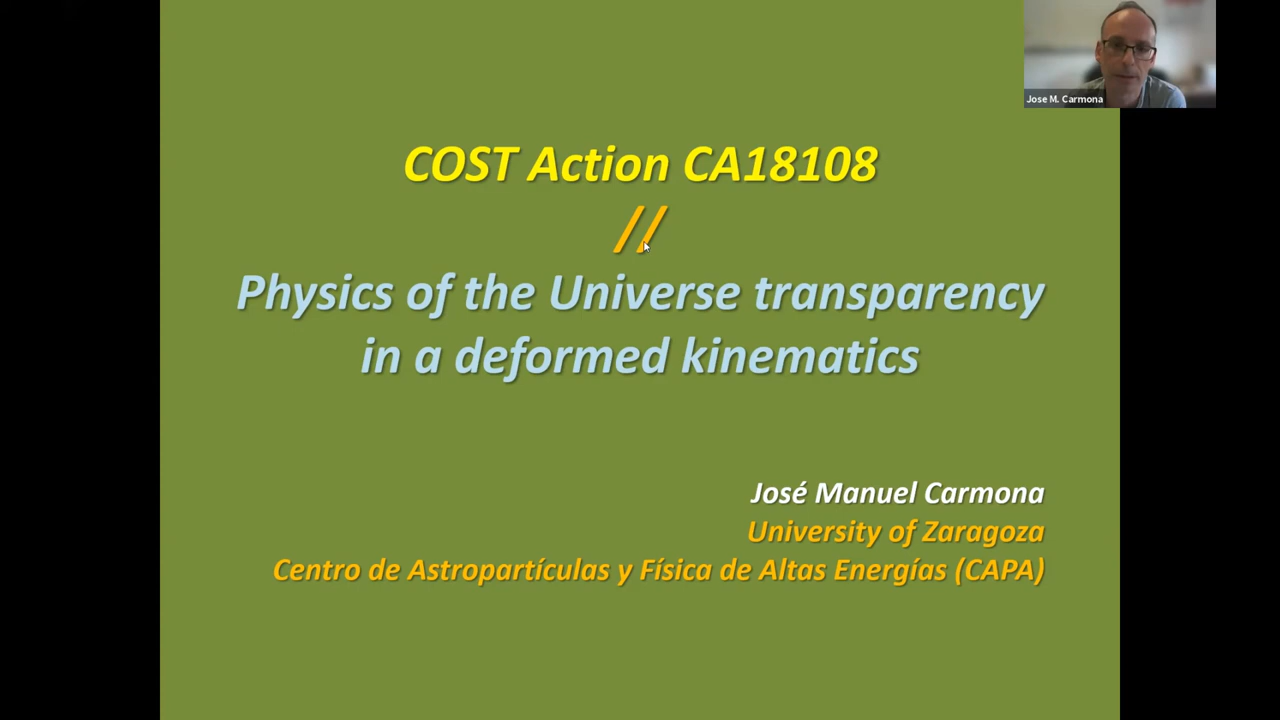 Jose M. Carmona
COST Action CA18108
//
Physics of the Universe transparency
in a deformed kinematics
José Manuel Carmona
University of Zaragoza
Centro de Astropartículas y Física de Altas Energías (CAPA)